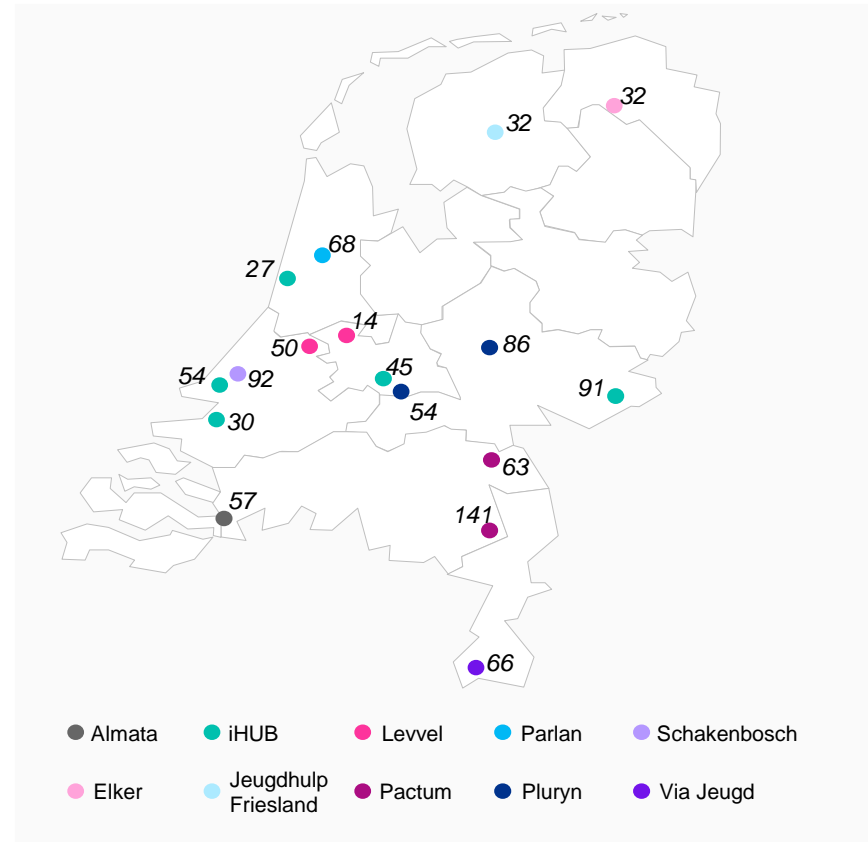 32
32
68
27
14
50
86
45
54
92
91
54
30
63
57
141
66
Almata
iHUB
Levvel
Parlan
Schakenbosch
Elker
Jeugdhulp
Friesland
Pactum
Pluryn
Via Jeugd